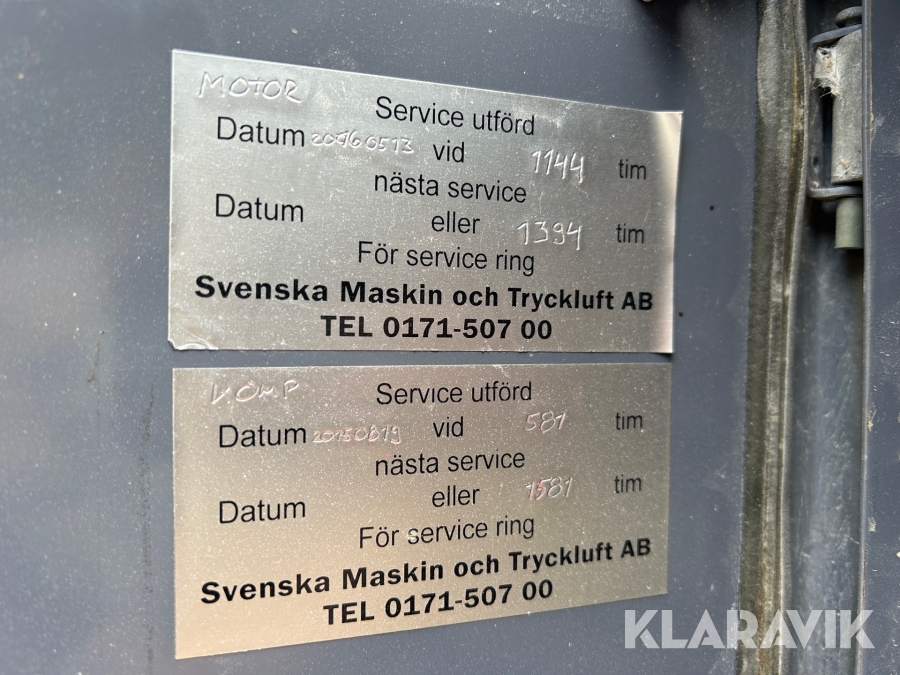 MOTOR
Service utförd
Datum 20160513 vid 1144 tim
nästa service
Datum eller 1394 tim
För service ring
Svenska Maskin och Tryckluft AB
TEL 0171-507 00
KOMP
Service utförd
Datum 20150819 vid 581 tim
nästa service
Datum eller 1581 tim
För service ring
Svenska Maskin och Tryckluft AB
TEL 0171-507 00
KLARAVIK